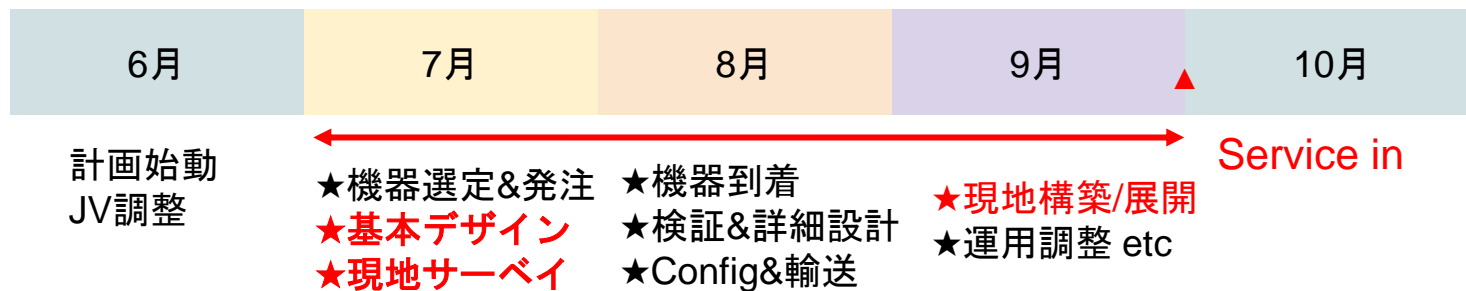 6月
7月
8月
9月
▲
10月
計画始動
JV調整
★機器選定&発注
★基本デザイン
★現地サーベイ
★機器到着
★検証&詳細設計
★Config&輸送
★現地構築/展開
★運用調整 etc
Service in